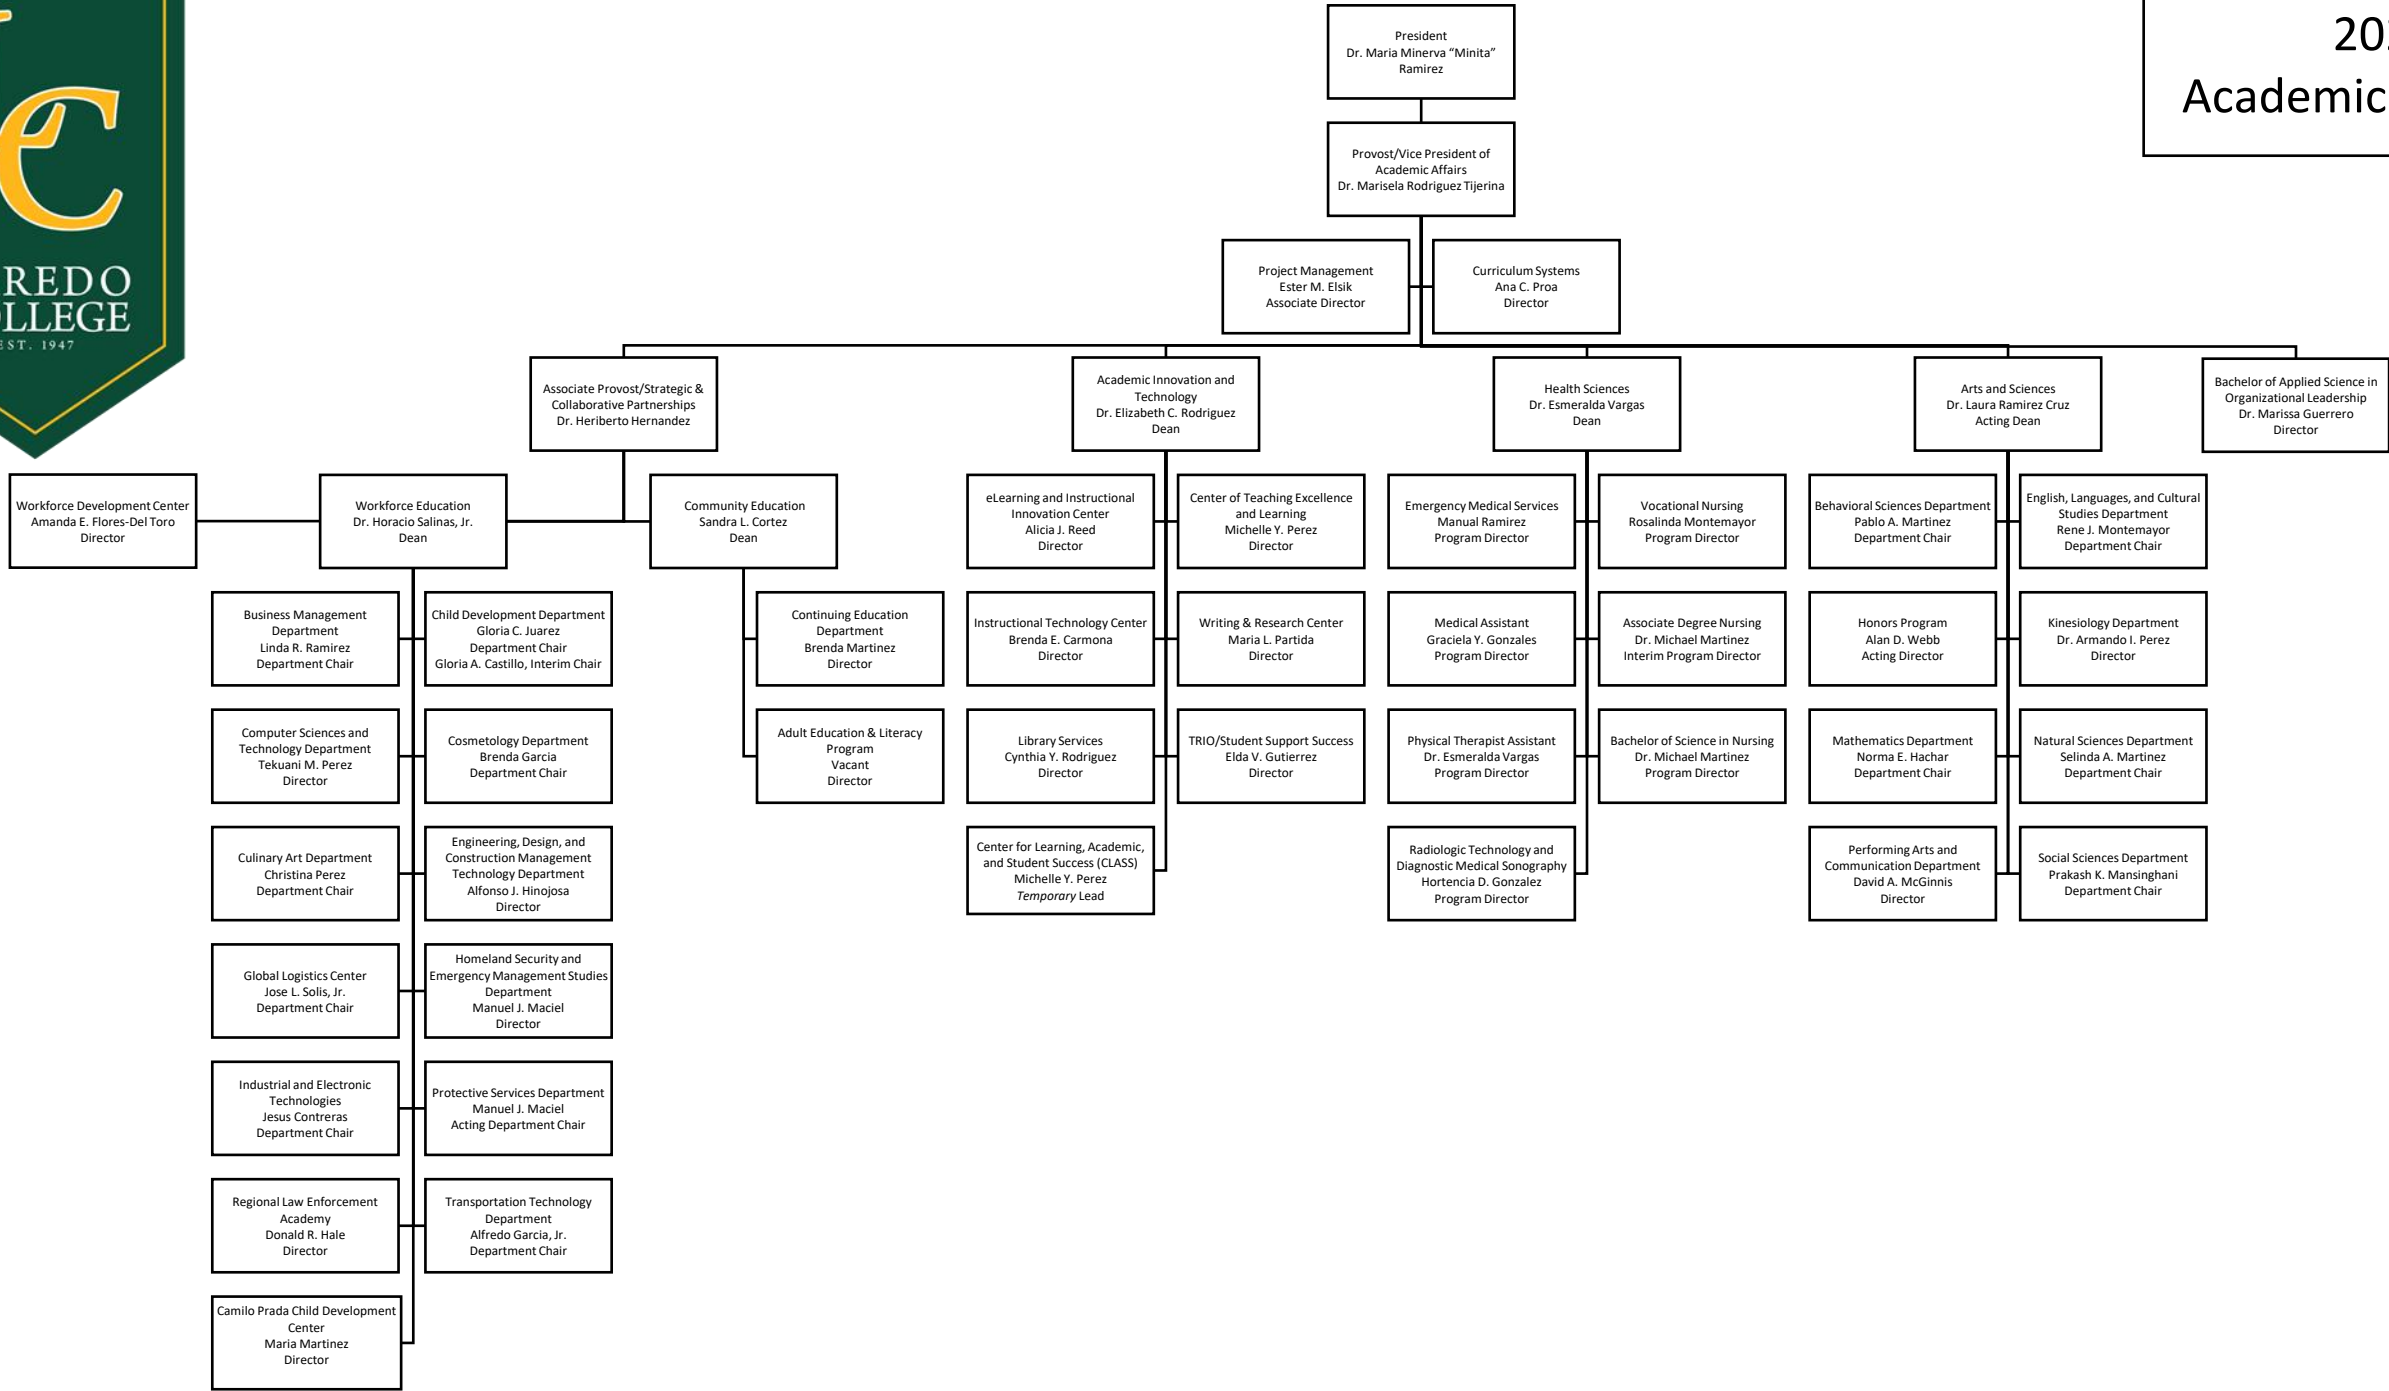 REDO
LLEGE
EST. 1947
Academic
President
Dr. Maria Minerva “Minita”
Ramirez
Provost/Vice President of
Academic Affairs
Dr. Marisela Rodriguez Tijerina
Project Management
Ester M. Elsik
Associate Director
Curriculum Systems
Ana C. Proa
Director
Associate Provost/Strategic &
Collaborative Partnerships
Dr. Heriberto Hernandez
Academic Innovation and
Technology
Dr. Elizabeth C. Rodriguez
Dean
Health Sciences
Dr. Esmeralda Vargas
Dean
Arts and Sciences
Dr. Laura Ramirez Cruz
Acting Dean
Bachelor of Applied Science in
Organizational Leadership
Dr. Marissa Guerrero
Director
Workforce Development Center
Amanda E. Flores-Del Toro
Director
Workforce Education
Dr. Horacio Salinas, Jr.
Dean
Community Education
Sandra L. Cortez
Dean
eLearning and Instructional
Innovation Center
Alicia J. Reed
Director
Center of Teaching Excellence
and Learning
Michelle Y. Perez
Director
Emergency Medical Services
Manual Ramirez
Program Director
Vocational Nursing
Rosalinda Montemayor
Program Director
Behavioral Sciences Department
Pablo A. Martinez
Department Chair
English, Languages, and Cultural
Studies Department
Rene J. Montemayor
Department Chair
Business Management
Department
Linda R. Ramirez
Department Chair
Child Development Department
Gloria C. Juarez
Department Chair
Gloria A. Castillo, Interim Chair
Continuing Education
Department
Brenda Martinez
Director
Instructional Technology Center
Brenda E. Carmona
Director
Writing & Research Center
Maria L. Partida
Director
Medical Assistant
Graciela Y. Gonzales
Program Director
Associate Degree Nursing
Dr. Michael Martinez
Interim Program Director
Honors Program
Alan D. Webb
Acting Director
Kinesiology Department
Dr. Armando I. Perez
Director
Computer Sciences and
Technology Department
Tekuani M. Perez
Director
Cosmetology Department
Brenda Garcia
Department Chair
Adult Education & Literacy
Program
Vacant
Director
Library Services
Cynthia Y. Rodriguez
Director
TRIO/Student Support Success
Elda V. Gutierrez
Director
Physical Therapist Assistant
Dr. Esmeralda Vargas
Program Director
Bachelor of Science in Nursing
Dr. Michael Martinez
Program Director
Mathematics Department
Norma E. Hachar
Department Chair
Natural Sciences Department
Selinda A. Martinez
Department Chair
Culinary Art Department
Christina Perez
Department Chair
Engineering, Design, and
Construction Management
Technology Department
Alfonso J. Hinojosa
Director
Center for Learning, Academic,
and Student Success (CLASS)
Michelle Y. Perez
Temporary Lead
Radiologic Technology and
Diagnostic Medical Sonography
Hortencia D. Gonzalez
Program Director
Performing Arts and
Communication Department
David A. McGinnis
Director
Social Sciences Department
Prakash K. Mansinghani
Department Chair
Global Logistics Center
Jose L. Solis, Jr.
Department Chair
Homeland Security and
Emergency Management Studies
Department
Manuel J. Maciel
Director
Industrial and Electronic
Technologies
Jesus Contreras
Department Chair
Protective Services Department
Manuel J. Maciel
Acting Department Chair
Regional Law Enforcement
Academy
Donald R. Hale
Director
Transportation Technology
Department
Alfredo Garcia, Jr.
Department Chair
Camilo Prada Child Development
Center
Maria Martinez
Director